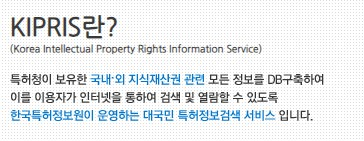 KIPRIS란?
(Korea Intellectual Property Rights Information Service)
특허청이 보유한 국내·외 지식재산권 관련 모든 정보를 DB구축하여
이를 이용자가 인터넷을 통하여 검색 및 열람할 수 있도록
한국특허정보원이 운영하는 대국민 특허정보검색 서비스 입니다.